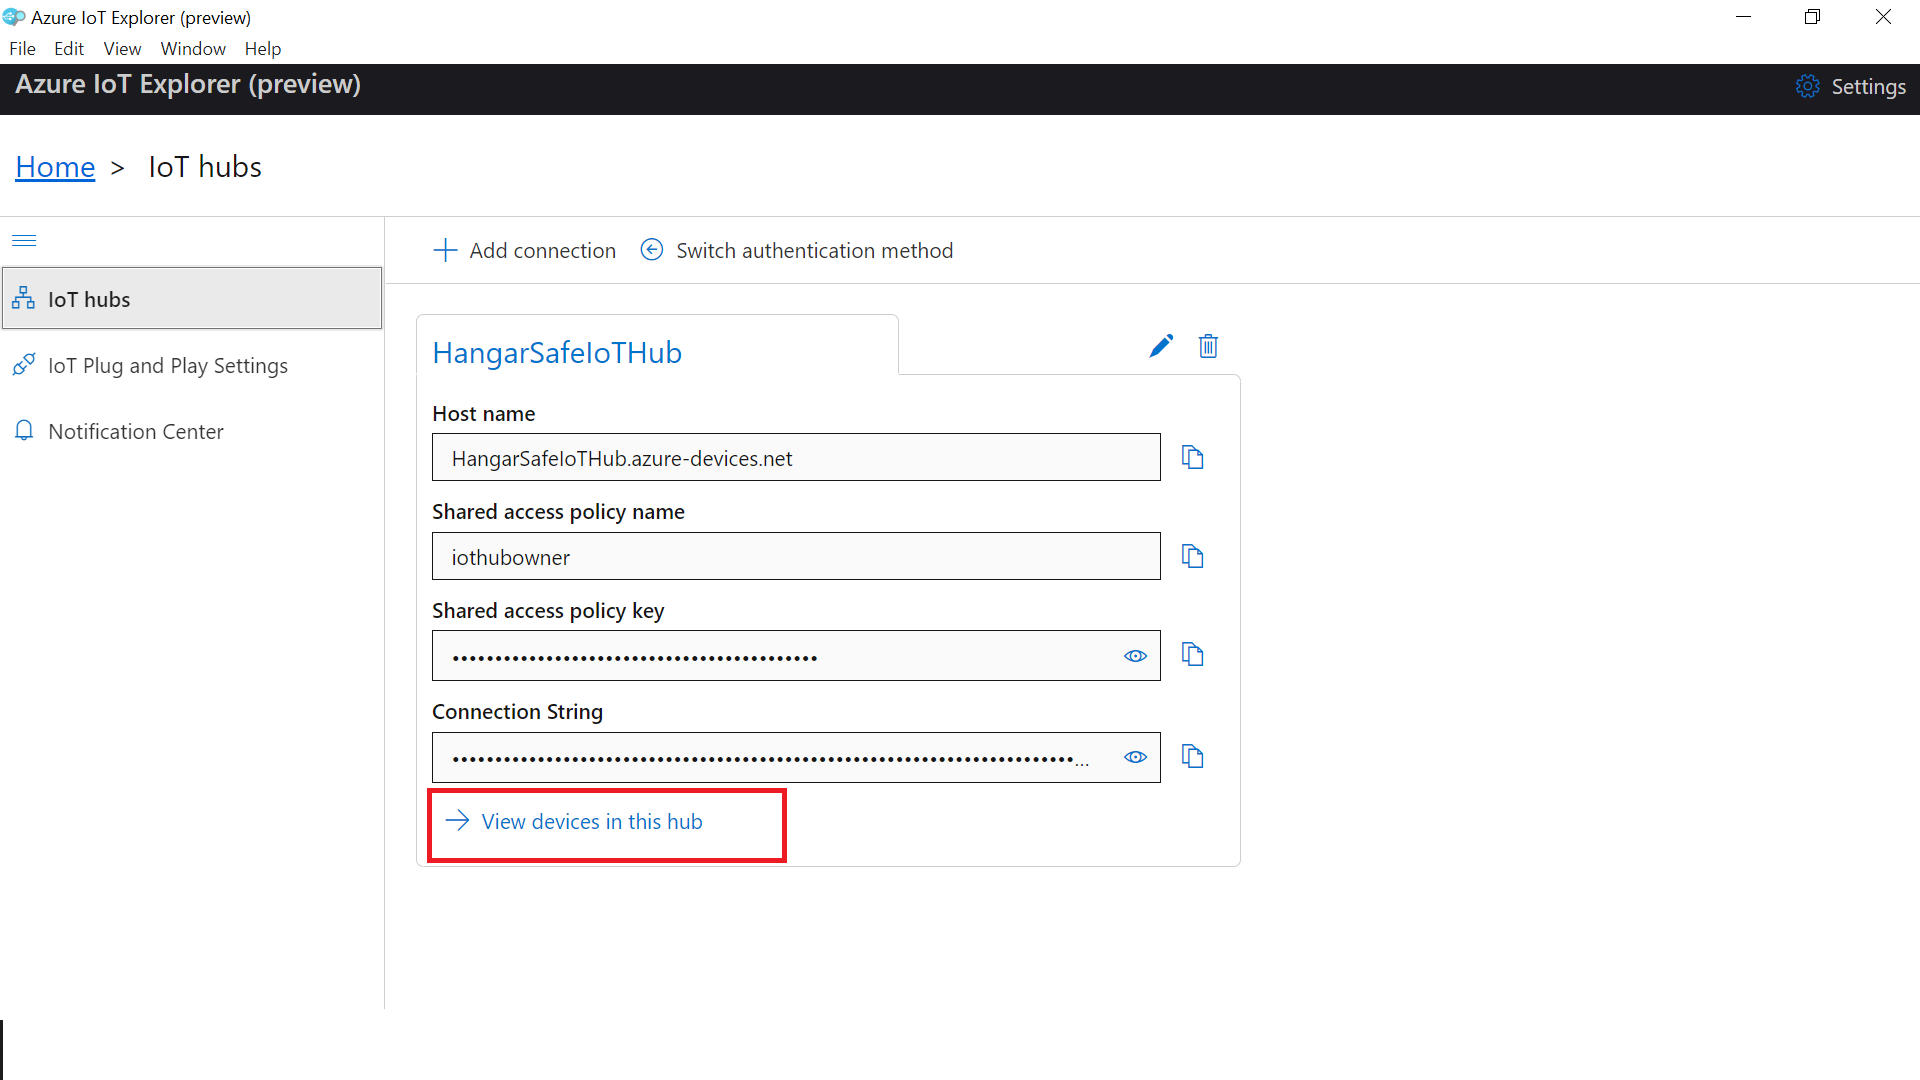 Azure IoT Explorer (preview)
File Edit View Window Help
Azure IoT Explorer (preview)
Settings
Home > IoT hubs
Add connection
Switch authentication method
IoT hubs
IoT Plug and Play Settings
Notification Center
HangarSafeIoTHub
Host name
HangarSafeIoTHub.azure-devices.net
Shared access policy name
iothubowner
Shared access policy key
Connection String
View devices in this hub